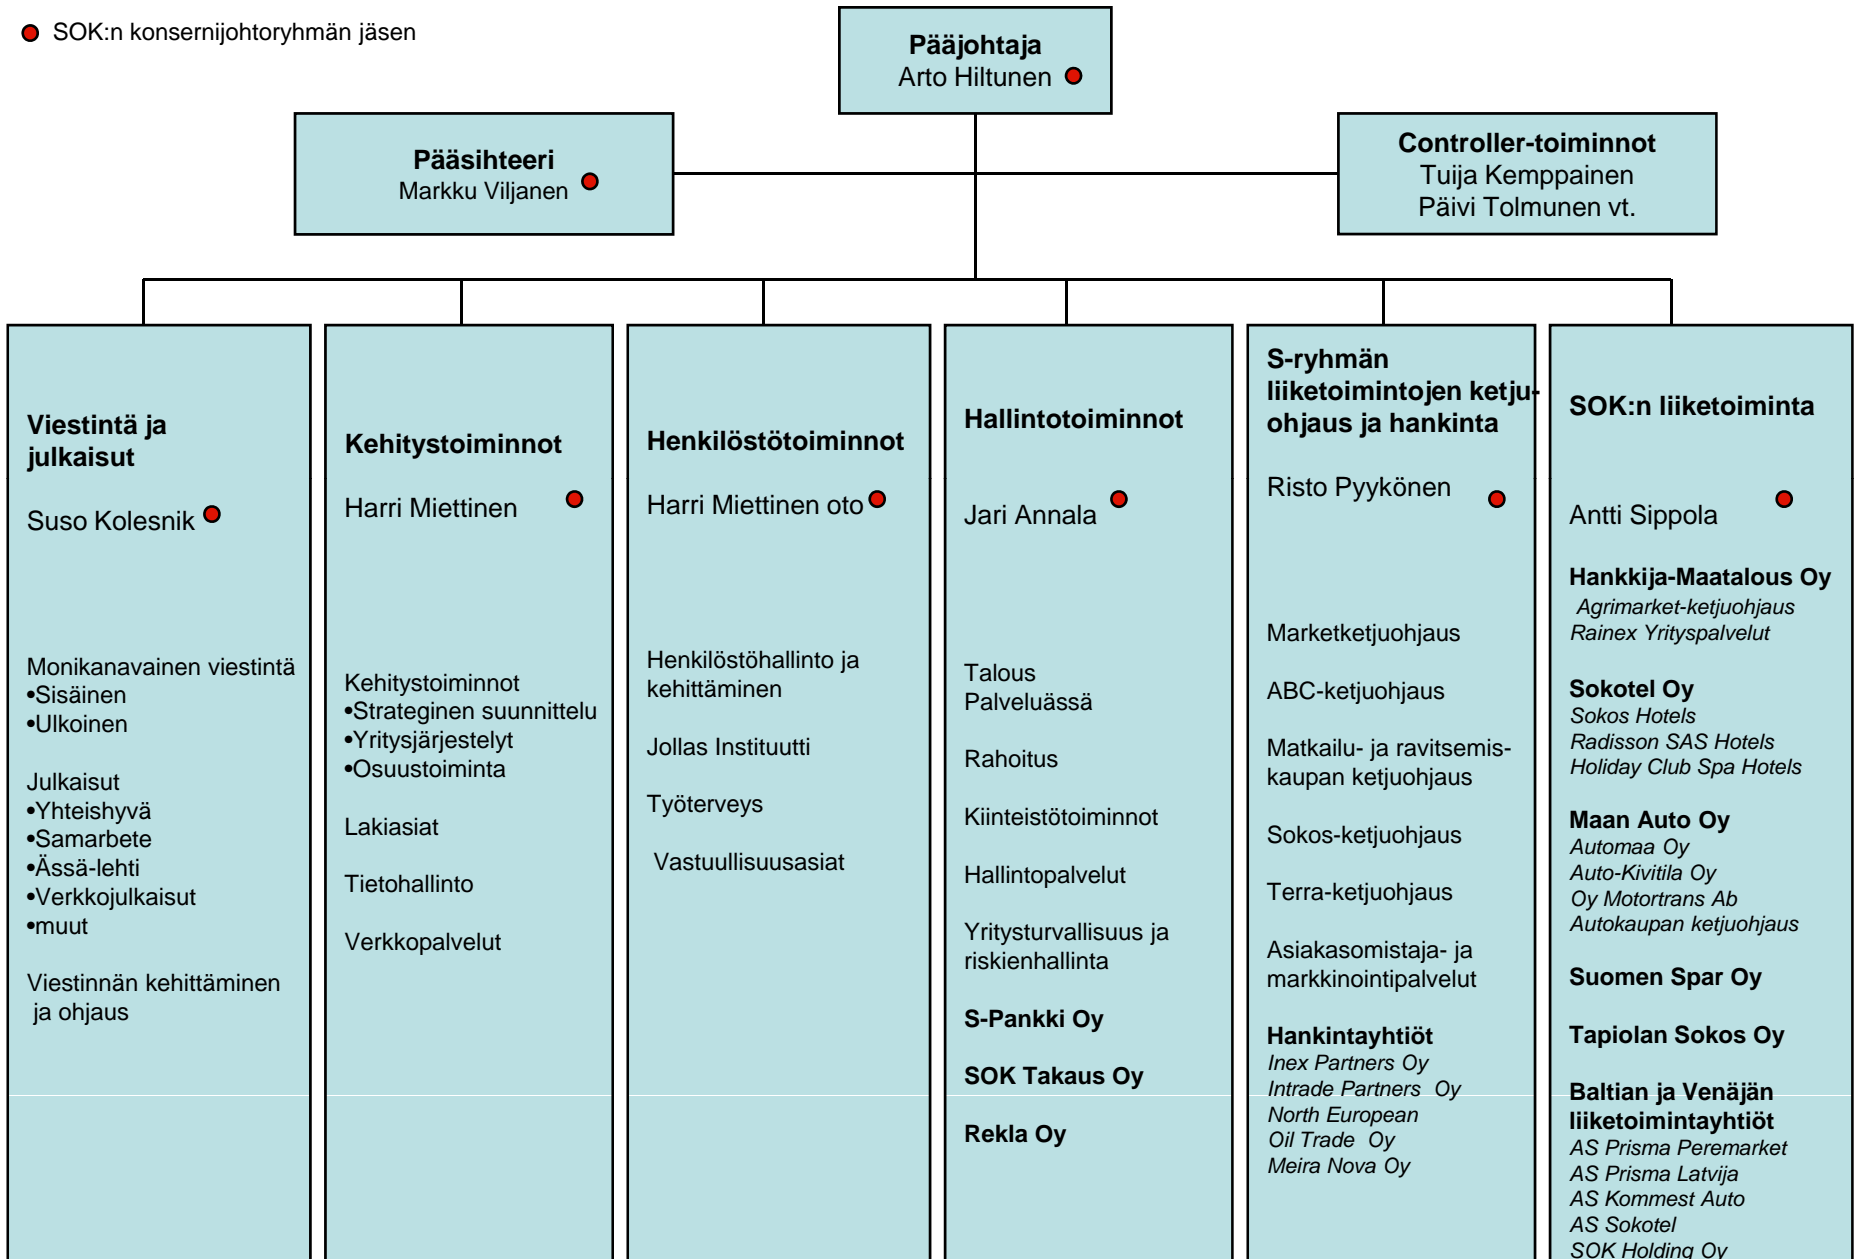 SOK:n konsernijohtoryhmän jäsen
Pääjohtaja
Arto Hiltunen
Pääsihteeri
Markku Viljanen
Controller-toiminnot
Tuija Kemppainen
Päivi Tolmunen vt.
Viestintä ja
julkaisut
Suso Kolesnik
Monikanavainen viestintä
•Sisäinen
•Ulkoinen
Julkaisut
•Yhteishyvä
•Samarbete
•Ässä-lehti
•Verkkojulkaisut
•muut
Viestinnän kehittäminen
ja ohjaus
Kehitystoiminnot
Harri Miettinen
Kehitystoiminnot
•Strateginen suunnittelu
•Yritysjärjestelyt
•Osuustoiminta
Lakiasiat
Tietohallinto
Verkkopalvelut
Henkilöstötoiminnot
Harri Miettinen oto
Henkilöstöhallinto ja
kehittäminen
Jollas Instituutti
Työterveys
Vastuullisuusasiat
Hallintotoiminnot
Jari Annala
Talous
Palveluässä
Rahoitus
Kiinteistötoiminnot
Hallintopalvelut
Yritysturvallisuus ja
riskienhallinta
S-Pankki Oy
SOK Takaus Oy
Rekla Oy
S-ryhmän
liiketoimintojen ketju-
ohjaus ja hankinta
Risto Pyykönen
Marketketjuohjaus
ABC-ketjuohjaus
Matkailu- ja ravitsemis-
kaupan ketjuohjaus
Sokos-ketjuohjaus
Terra-ketjuohjaus
Asiakasomistaja- ja
markkinointipalvelut
Hankintayhtiöt
Inex Partners Oy
Intrade Partners Oy
North European
Oil Trade Oy
Meira Nova Oy
SOK:n liiketoiminta
Antti Sippola
Hankkija-Maatalous Oy
Agrimarket-ketjuohjaus
Rainex Yrityspalvelut
Sokotel Oy
Sokos Hotels
Radisson SAS Hotels
Holiday Club Spa Hotels
Maan Auto Oy
Automaa Oy
Auto-Kivitila Oy
Oy Motortrans Ab
Autokaupan ketjuohjaus
Suomen Spar Oy
Tapiolan Sokos Oy
Baltian ja Venäjän
liiketoimintayhtiöt
AS Prisma Peremarket
AS Prisma Latvija
AS Kommest Auto
AS Sokotel
SOK Holding Oy